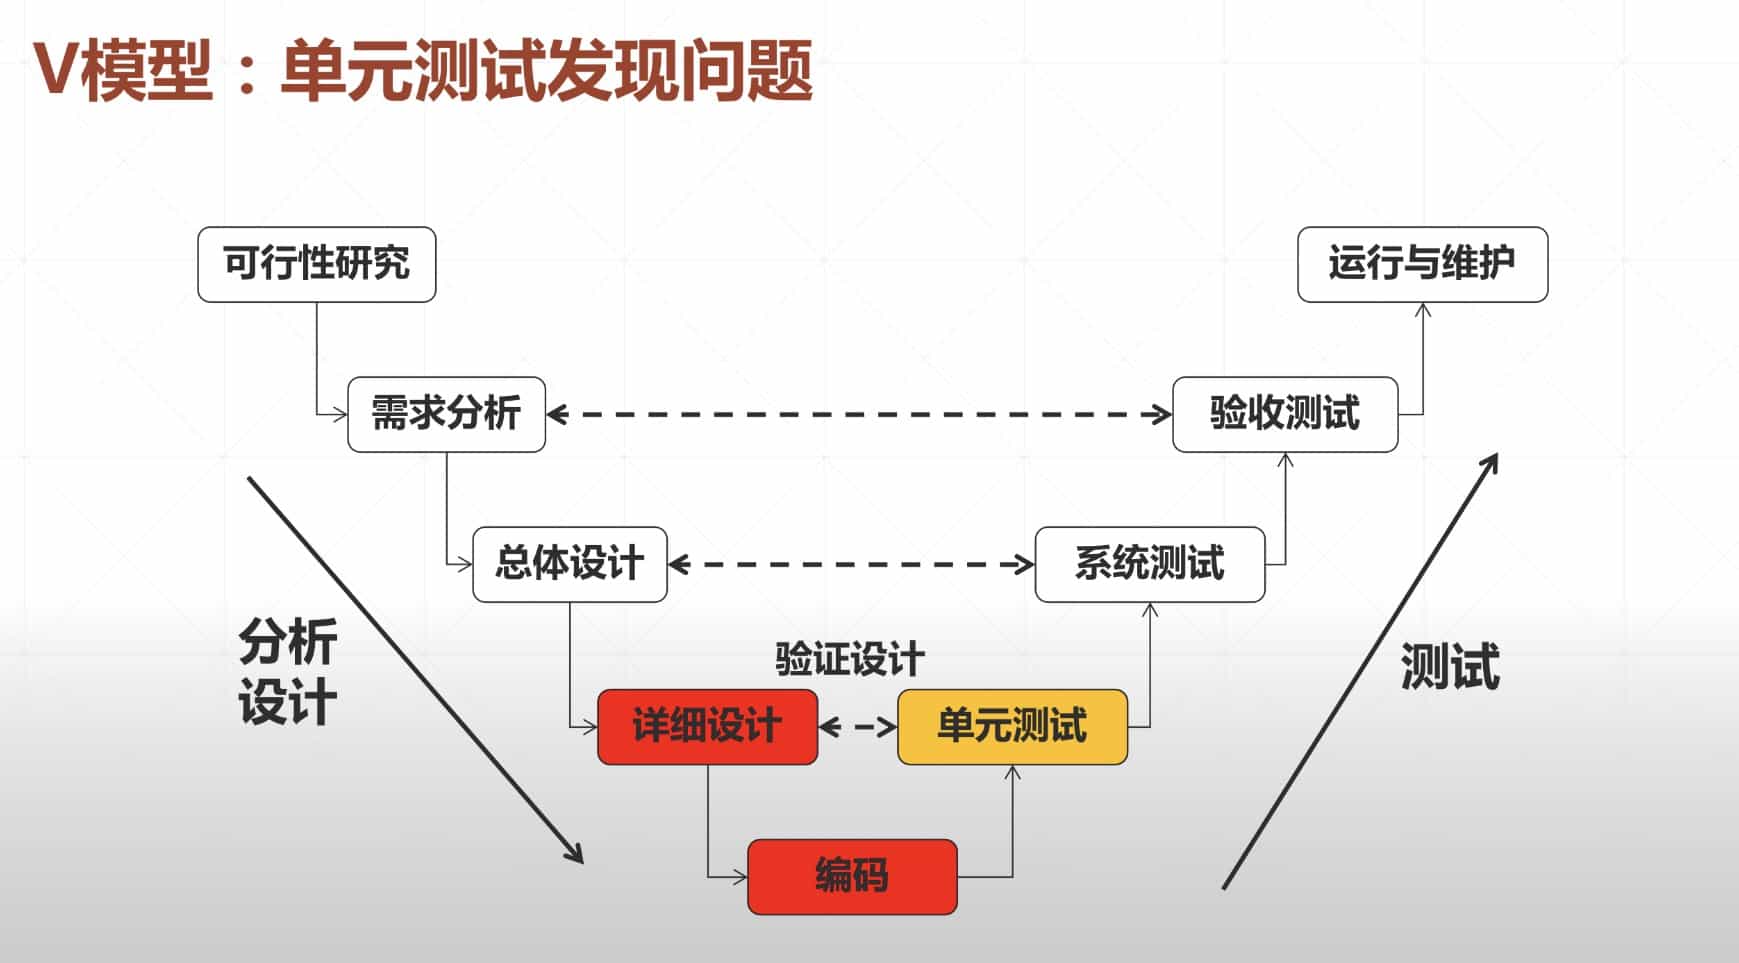 V模型：单元测试发现问题
可行性研究
运行与维护
需求分析
验收测试
总体设计
系统测试
分析
设计
验证设计
测试
详细设计
单元测试
编码